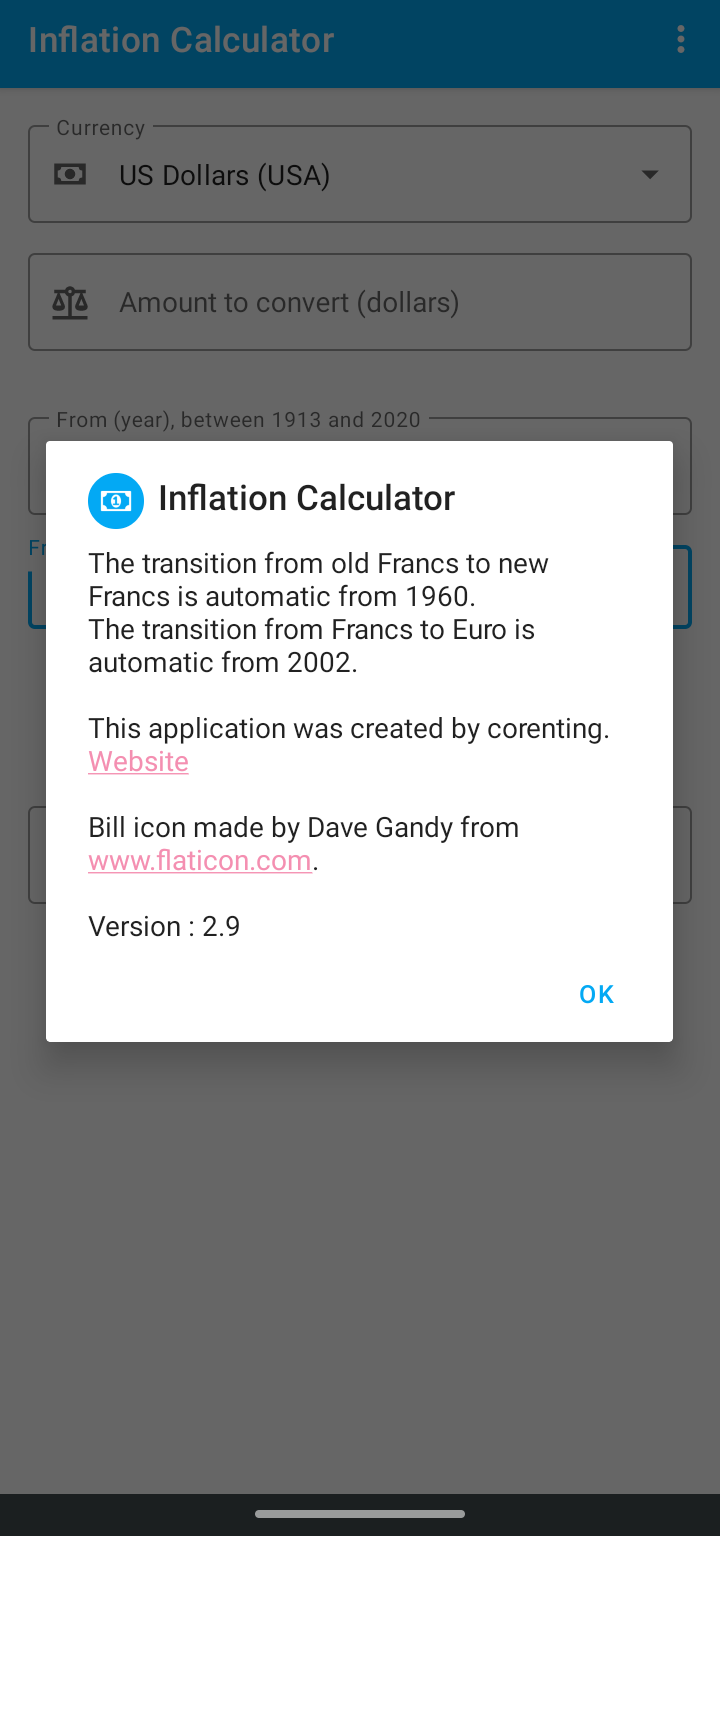 Inflation Calculator
Currency
US Dollars (USA)
Amount to convert (dollars)
From (year), between 1913 and 2020
Fr
Inflation Calculator
The transition from old Francs to new
Francs is automatic from 1960.
The transition from Francs to Euro is
automatic from 2002.
This application was created by corenting.
Website
Bill icon made by Dave Gandy from
www.flaticon.com.
Version : 2.9
OK